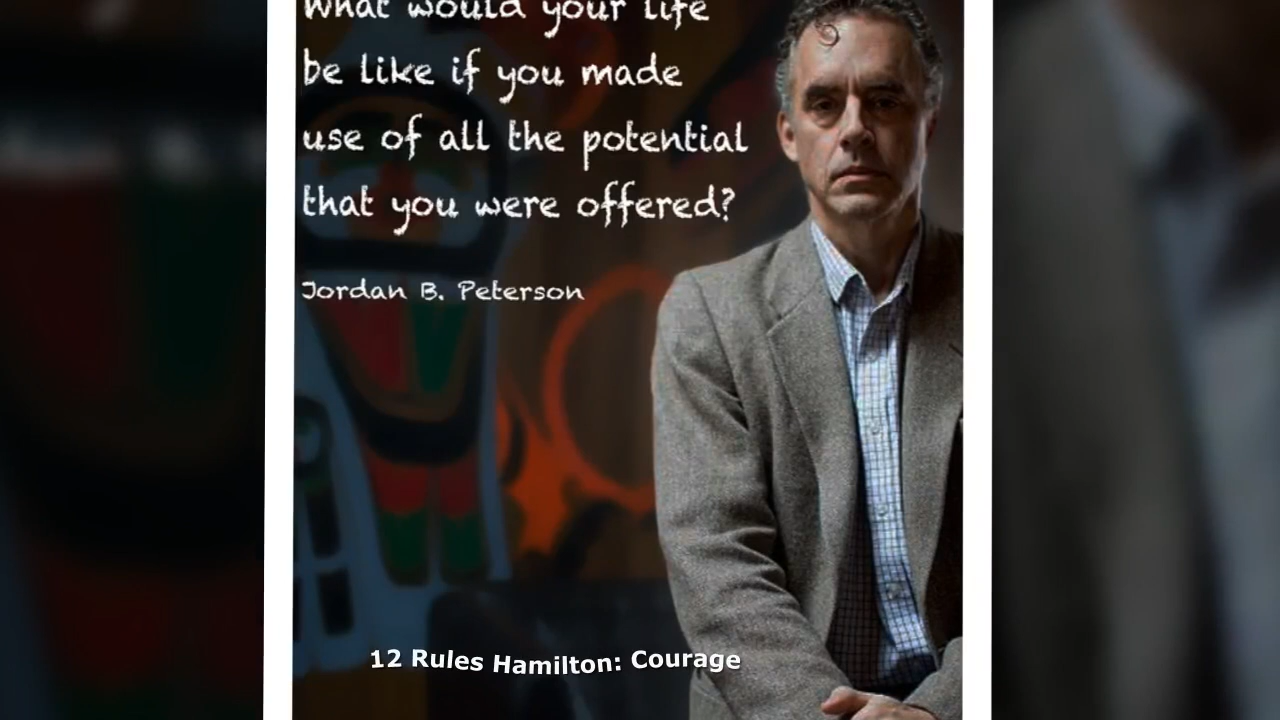 What would your life
be like if you made
use of all the potential
that you were offered?
Jordan B. Peterson
12 Rules Hamilton: Courage